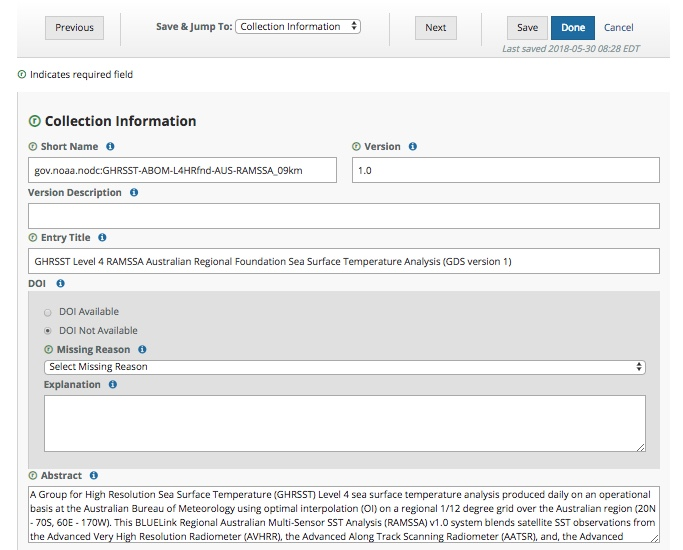 Previous
Save & Jump To: Collection Information
Next
Save Done Cancel
Last saved 2018-05-30 08:28 EDT
Indicates required field
Collection Information
Short Name Version
gov.noaa.nodc:GHRSST-ABOM-L4HRfnd-AUS-RAMSSA_09km 1.0
Version Description
Entry Title
GHRSST Level 4 RAMSSA Australian Regional Foundation Sea Surface Temperature Analysis (GDS version 1)
DOI
DOI Available
DOI Not Available
Missing Reason
Select Missing Reason
Explanation
Abstract
A Group for High Resolution Sea Surface Temperature (GHRSST) Level 4 sea surface temperature analysis produced daily on an operational
basis at the Australian Bureau of Meteorology using optimal interpolation (OI) on a regional 1/12 degree grid over the Australian region (20N
- 70S, 60E - 170W). This BLUELink Regional Australian Multi-Sensor SST Analysis (RAMSSA) v1.0 system blends satellite SST observations from
the Advanced Very High Resolution Radiometer (AVHRR), the Advanced Along Track Scanning Radiometer (AATSR), and, the Advanced